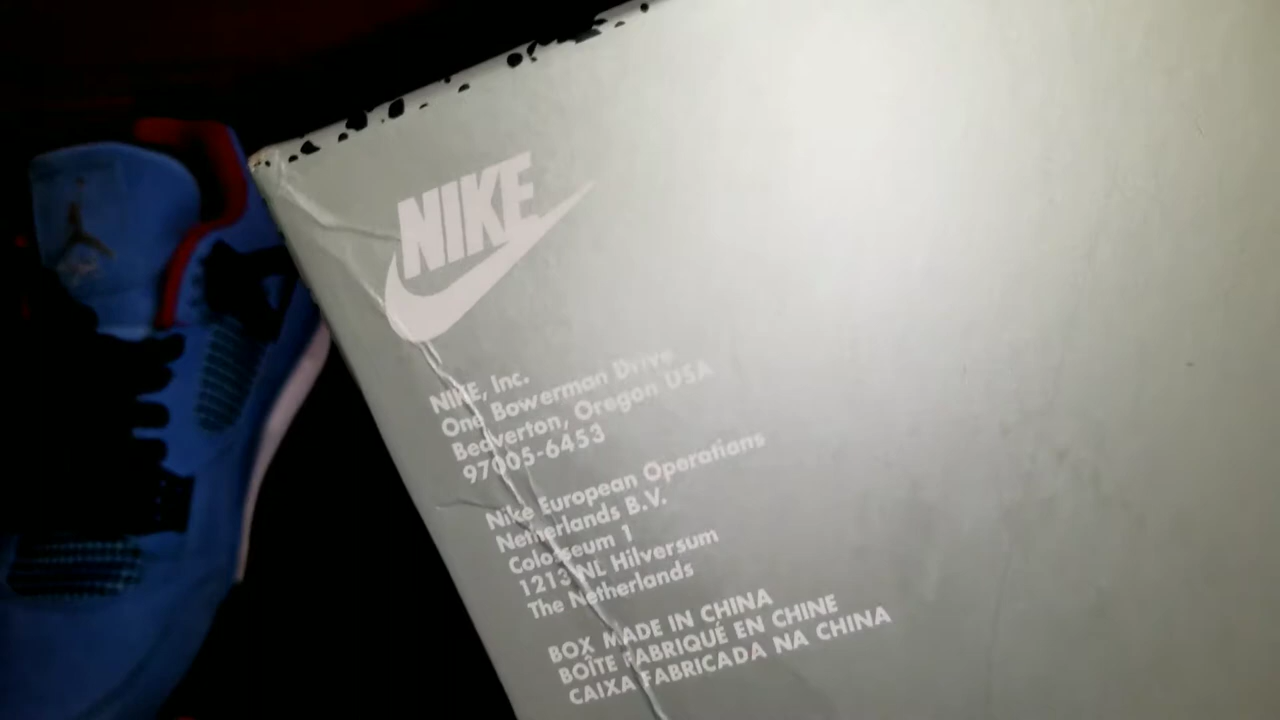 NIKE
NIKE, Inc.
One Bowerman Drive
Beaverton, Oregon USA
97005-6453
Nike European Operations
Netherlands B.V.
Colosseum 1
1213 NL Hilversum
The Netherlands
BOX MADE IN CHINA
BOÎTE FABRIQUÉ EN CHINE
CAIXA FABRICADA NA CHINA